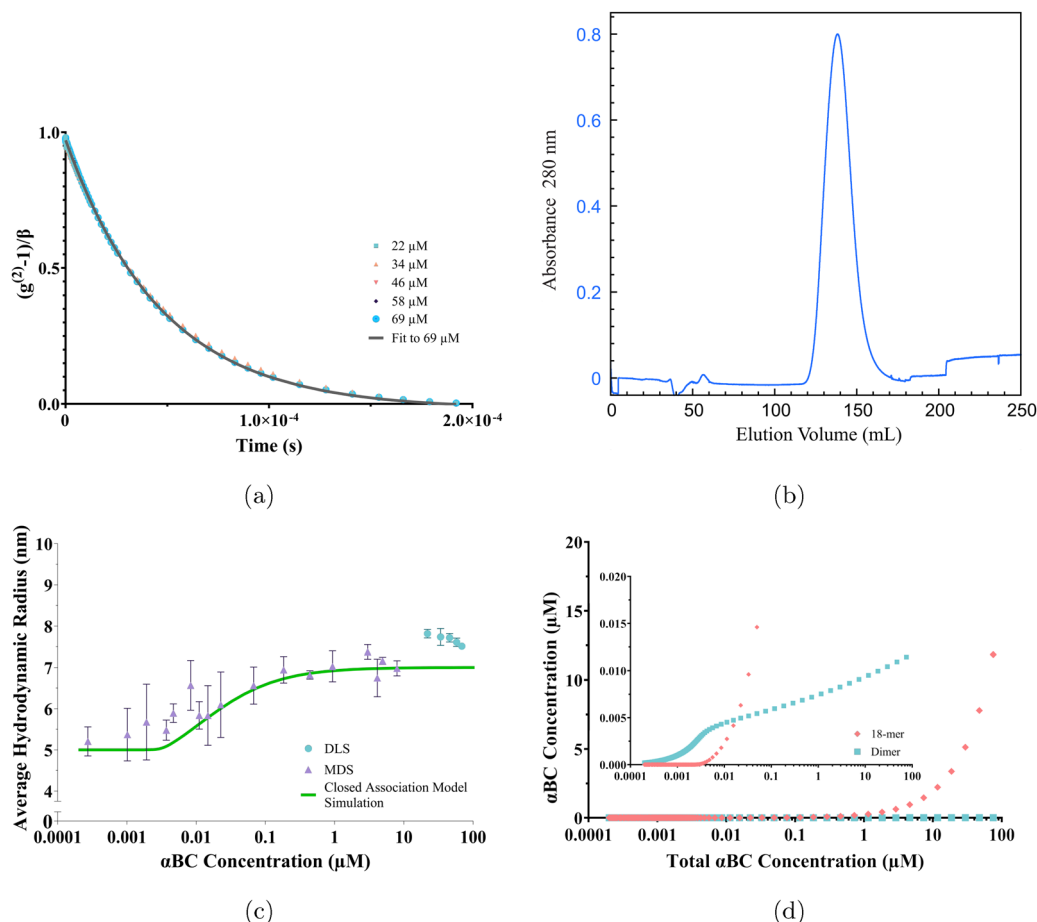 1.0
0.5
0.0
0
1.0×10⁻⁴
2.0×10⁻⁴
(g⁽²⁾-1)/β
Time (s)
22 µM
34 µM
46 µM
58 µM
69 µM
Fit to 69 µM
(a)
0.8
0.6
0.4
0.2
0
0
50
100
150
200
250
Absorbance 280 nm
Elution Volume (mL)
(b)
10
9
8
7
6
5
4
0
0.0001
0.001
0.01
0.1
1
10
100
Average Hydrodynamic Radius (nm)
αBC Concentration (µM)
DLS
MDS
Closed Association Model
Simulation
(c)
20
15
10
5
0
0.0001
0.001
0.01
0.1
1
10
100
αBC Concentration (µM)
Total αBC Concentration (µM)
0.020
0.015
0.010
0.005
0.000
0.0001
0.001
0.01
0.1
1
10
100
18-mer
Dimer
(d)